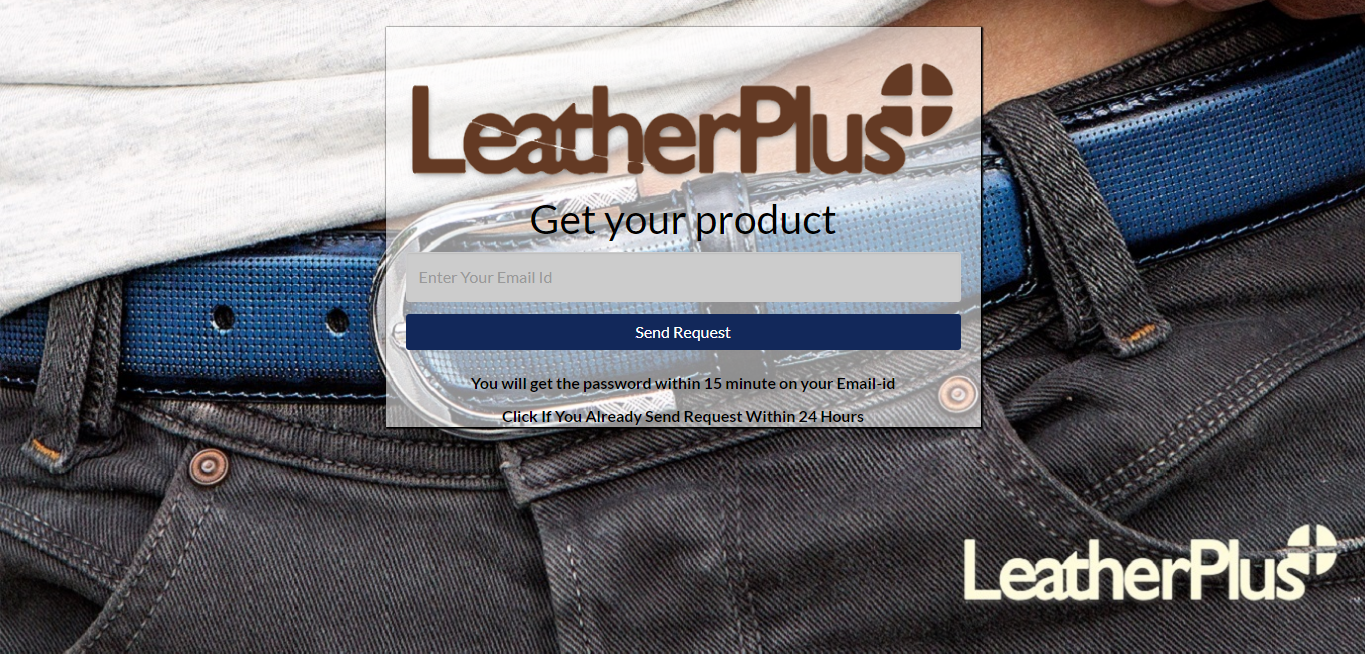 LeatherPlus
Get your product
Enter Your Email Id
Send Request
You will get the password within 15 minute on your Email-id
Click If You Already Send Request Within 24 Hours
LeatherPlus